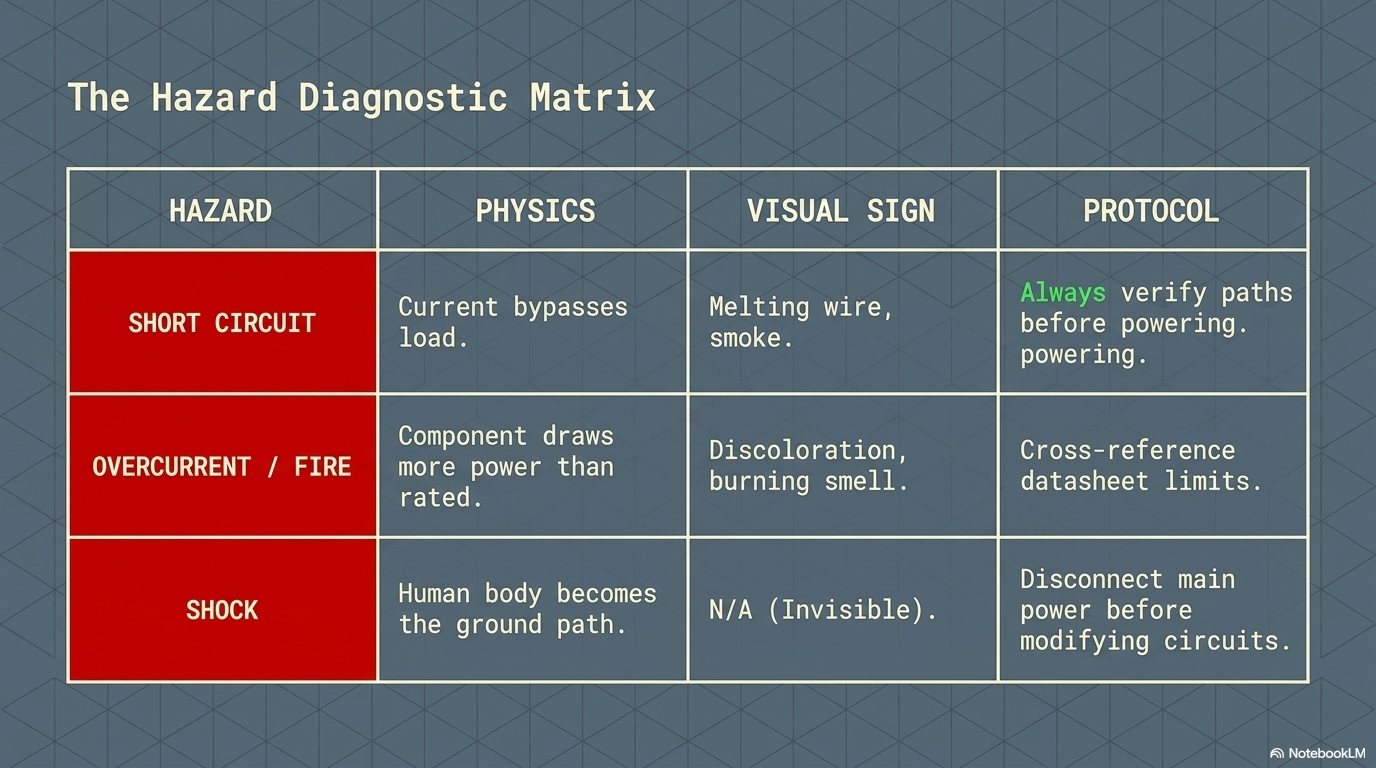 The Hazard Diagnostic Matrix
HAZARD
PHYSICS
VISUAL SIGN
PROTOCOL
SHORT CIRCUIT
Current bypasses
load.
Melting wire,
smoke.
Always verify paths
before powering.
powering.
OVERCURRENT / FIRE
Component draws
more power than
rated.
Discoloration,
burning smell.
Cross-reference
datasheet limits.
SHOCK
Human body becomes
the ground path.
N/A (Invisible).
Disconnect main
power before
modifying circuits.
NotebookLM